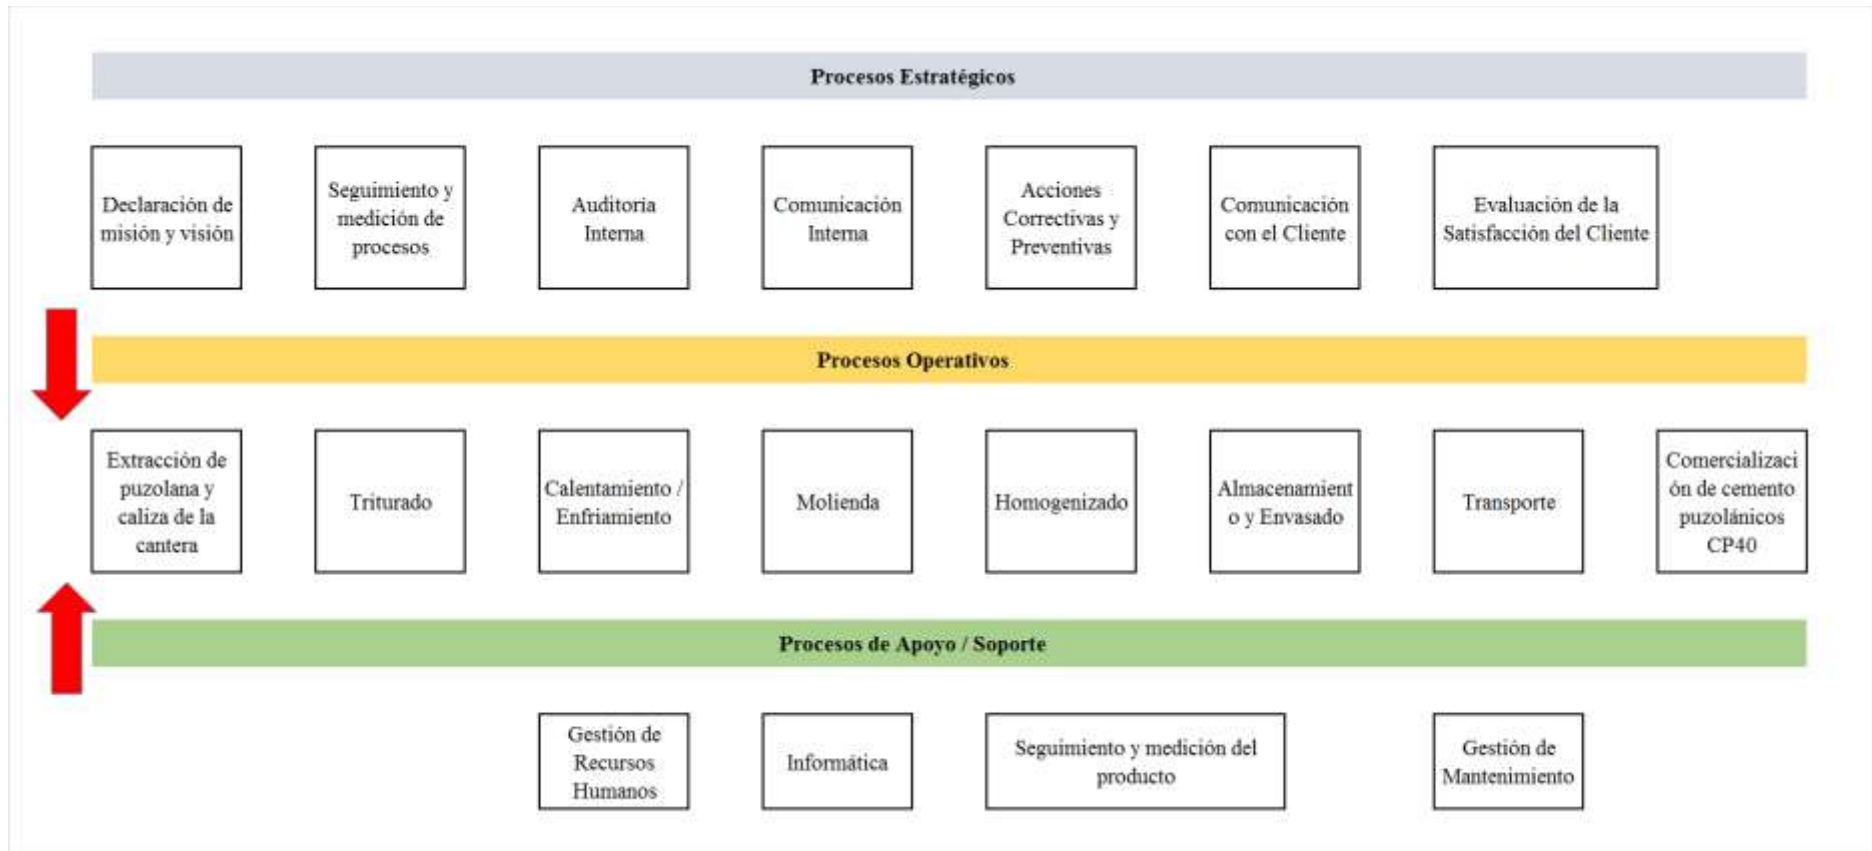 Procesos Estratégicos
Declaración de
misión y visión
Seguimiento y
medición de
procesos
Auditoria
Interna
Comunicación
Interna
Acciones
Correctivas y
Preventivas
Comunicación
con el Cliente
Evaluación de la
Satisfacción del Cliente
Procesos Operativos
Extracción de
puzolana y
caliza de la
cantera
Triturado
Calentamiento /
Enfriamiento
Molienda
Homogenizado
Almacenamient
o y Envasado
Transporte
Comercializaci
ón de cemento
puzolánicos
CP40
Procesos de Apoyo / Soporte
Gestión de
Recursos
Humanos
Informática
Seguimiento y medición del
producto
Gestión de
Mantenimiento